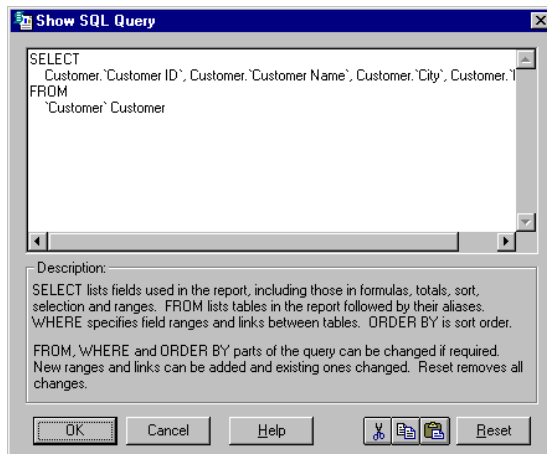 Show SQL Query
SELECT
Customer.`Customer ID`, Customer.`Customer Name`, Customer.`City`, Customer.`
FROM
`Customer` Customer
Description:
SELECT lists fields used in the report, including those in formulas, totals, sort,
selection and ranges. FROM lists tables in the report followed by their aliases.
WHERE specifies field ranges and links between tables. ORDER BY is sort order.
FROM, WHERE and ORDER BY parts of the query can be changed if required.
New ranges and links can be added and existing ones changed. Reset removes all
changes.
OK Cancel Help Reset